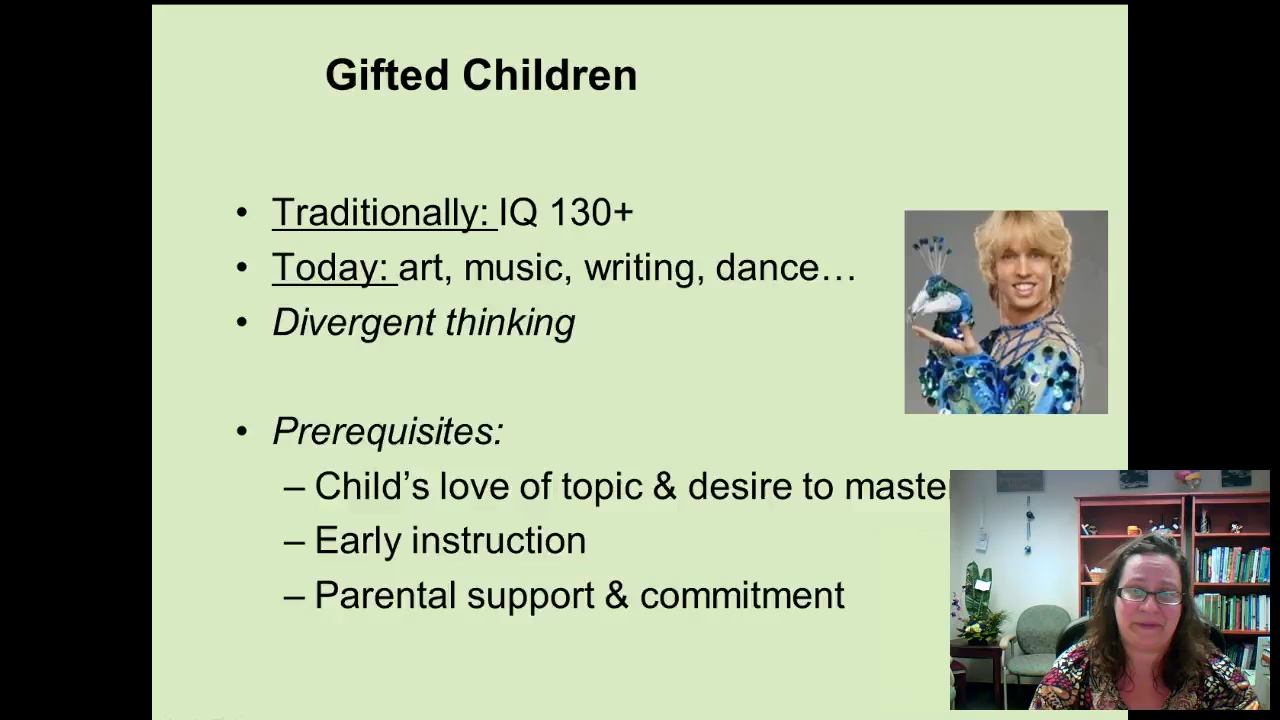 Gifted Children
• Traditionally: IQ 130+
• Today: art, music, writing, dance…
• Divergent thinking
• Prerequisites:
– Child’s love of topic & desire to master
– Early instruction
– Parental support & commitment